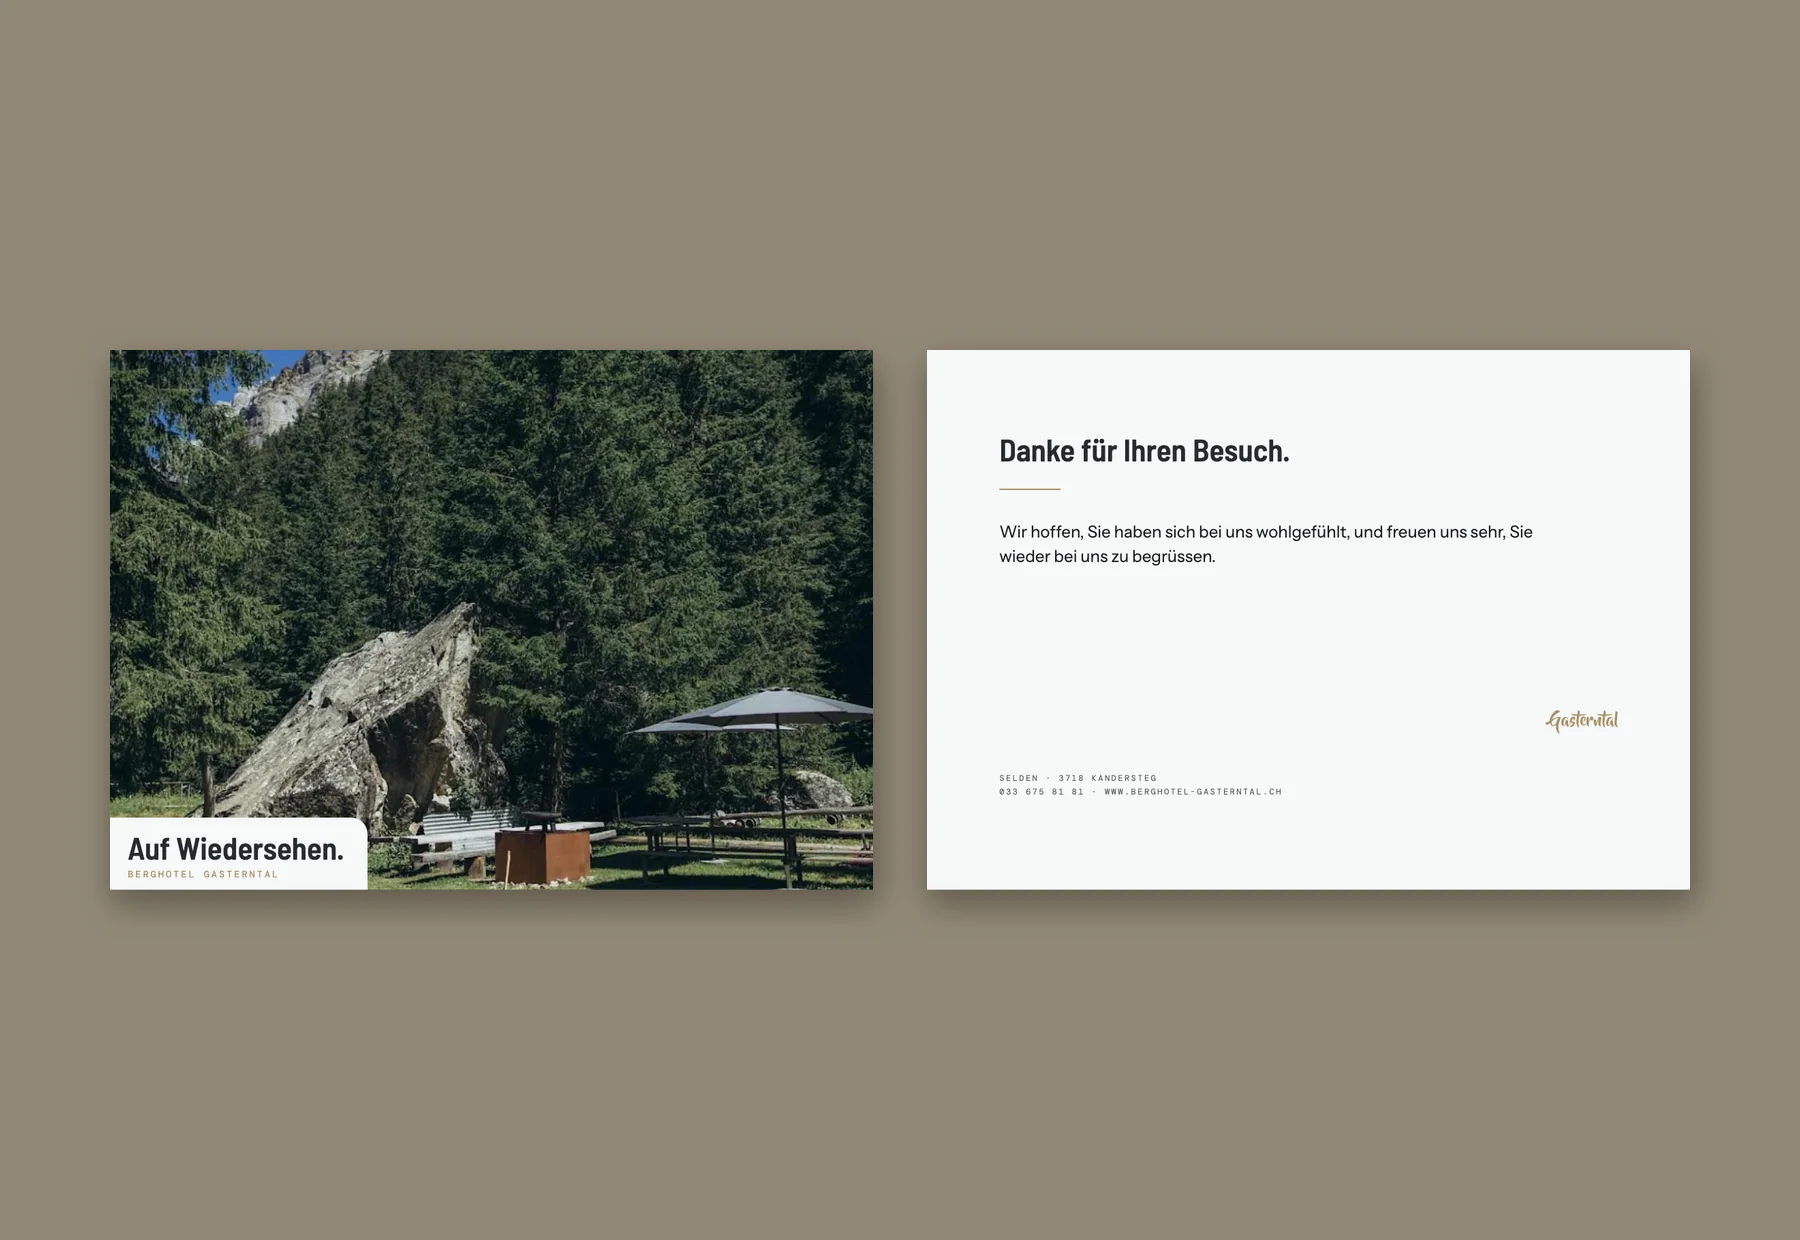 Auf Wiedersehen.
BERGHOTEL GASTERNTAL
Danke für Ihren Besuch.
Wir hoffen, Sie haben sich bei uns wohlgefühlt, und freuen uns sehr, Sie
wieder bei uns zu begrüssen.
Gasterntal
SELDEN · 3718 KANDERSTEG
033 675 81 81 · WWW.BERGHOTEL-GASTERNTAL.CH